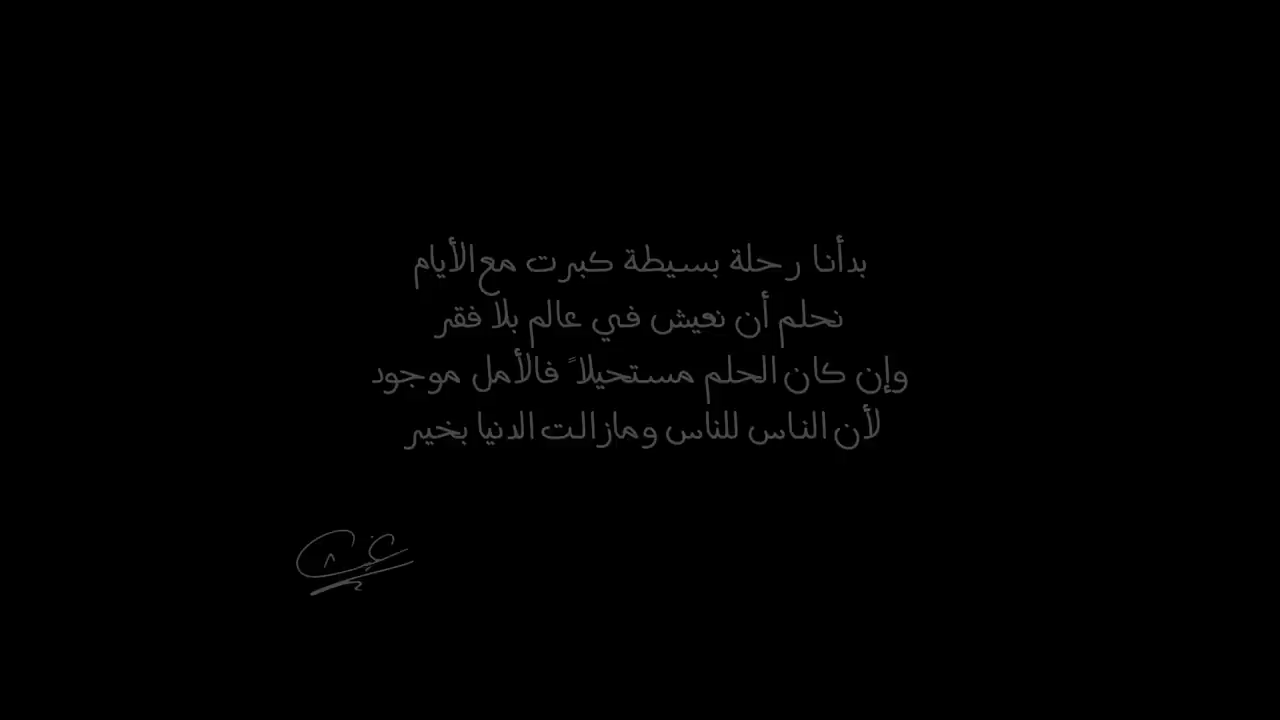 بدأنا رحلة بسيطة كبرت مع الأيام
نحلم أن نعيش في عالم بلا فقر
وإن كان الحلم مستحيلاً فالأمل موجود
لأن الناس للناس ومازالت الدنيا بخير
غيث